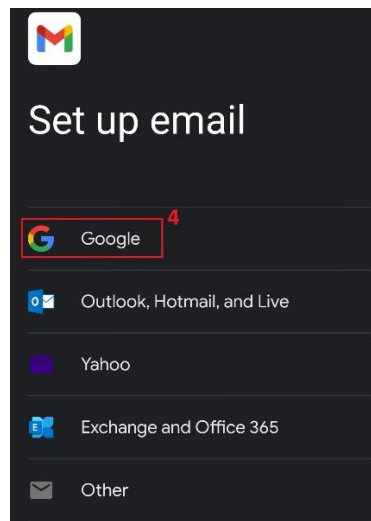 Set up email
4
Google
Outlook, Hotmail, and Live
Yahoo
Exchange and Office 365
Other